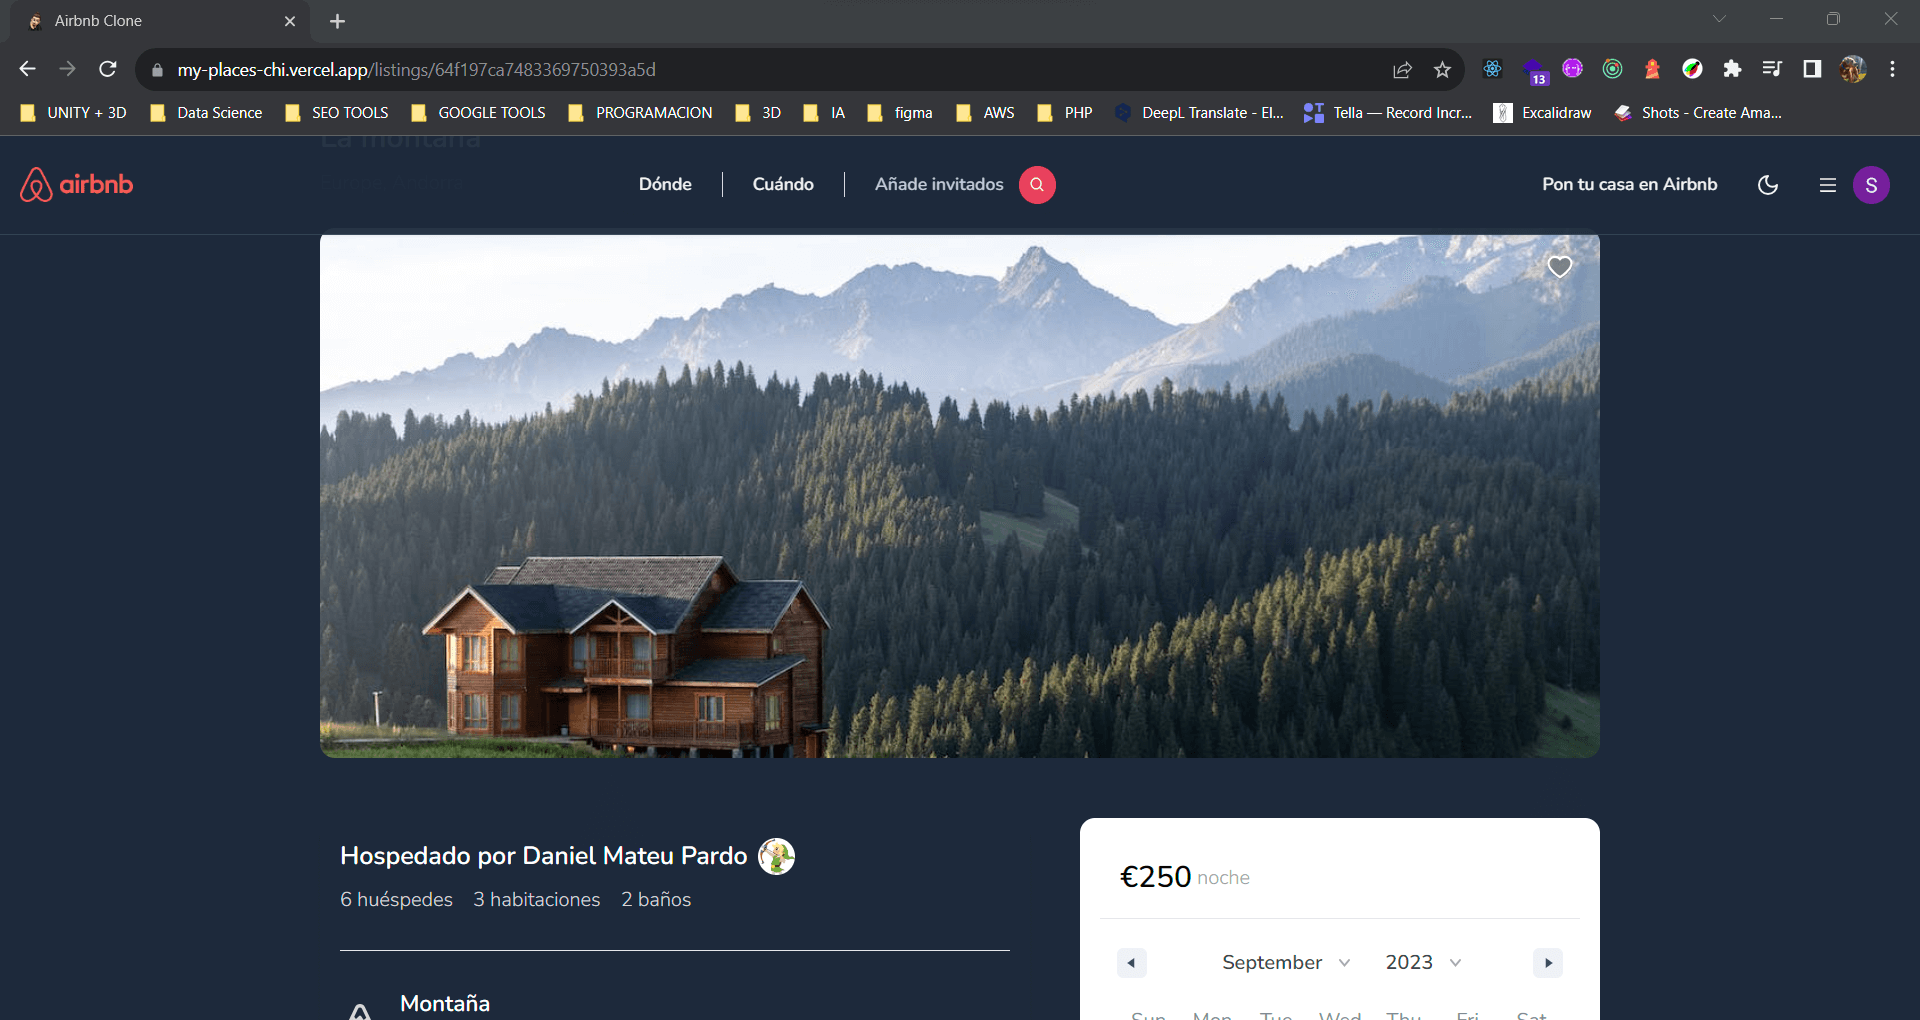 Airbnb Clone
my-places-chi.vercel.app/listings/64f197ca7483369750393a5d
13
UNITY + 3D Data Science SEO TOOLS GOOGLE TOOLS PROGRAMACION 3D IA figma AWS PHP DeepL Translate - El... Tella — Record Incr... Excalidraw Shots - Create Ama...
La montaña
airbnb Dónde Cuándo Añade invitados Pon tu casa en Airbnb S
Hospedado por Daniel Mateu Pardo
6 huéspedes 3 habitaciones 2 baños
Montaña
€250 noche
September 2023
Sun Mon Tue Wed Thu Fri Sat